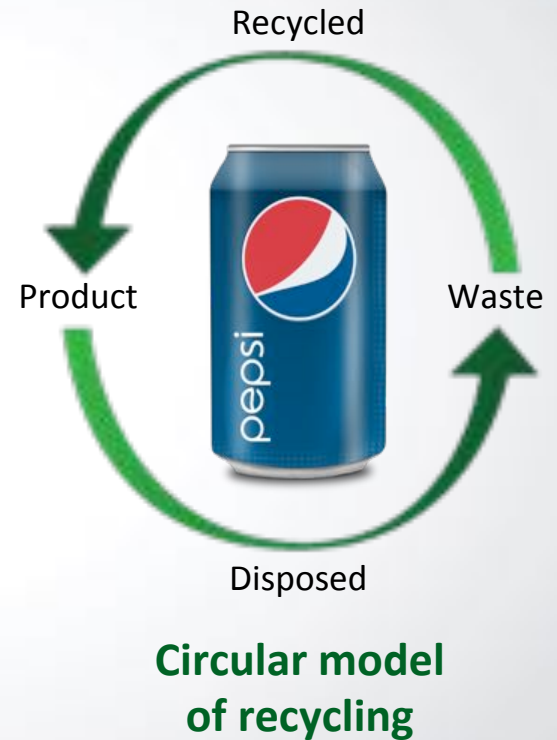 Recycled
Product
Waste
pepsi
Disposed
Circular model
of recycling